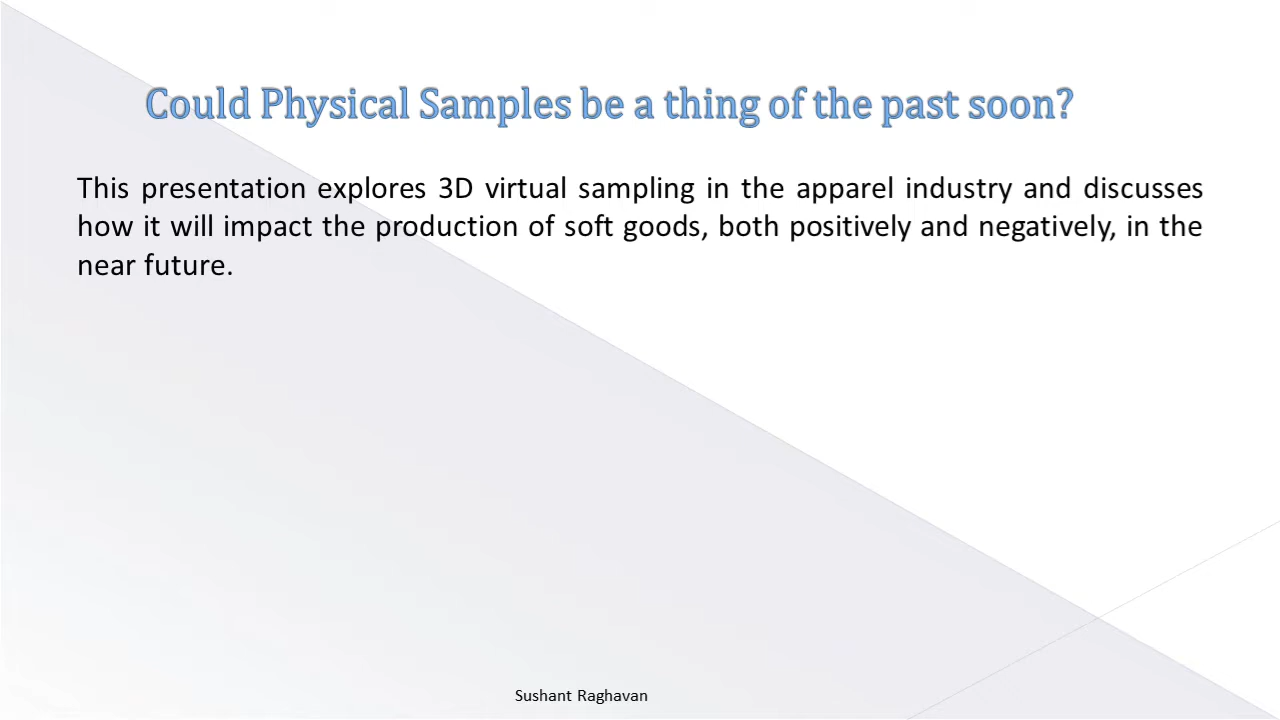 Could Physical Samples be a thing of the past soon?
This presentation explores 3D virtual sampling in the apparel industry and discusses
how it will impact the production of soft goods, both positively and negatively, in the
near future.
Sushant Raghavan